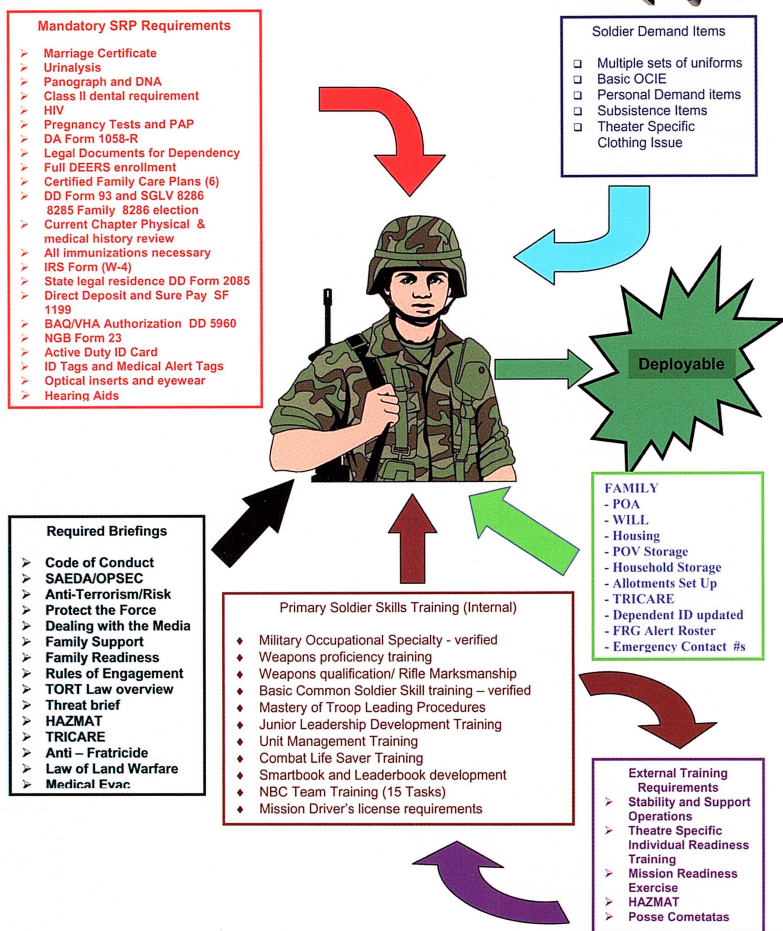 Mandatory SRP Requirements
➢ Marriage Certificate
➢ Urinalysis
➢ Panograph and DNA
➢ Class II dental requirement
➢ HIV
➢ Pregnancy Tests and PAP
➢ DA Form 1058-R
➢ Legal Documents for Dependency
➢ Full DEERS enrollment
➢ Certified Family Care Plans (6)
➢ DD Form 93 and SGLV 8286
8285 Family 8286 election
➢ Current Chapter Physical &
medical history review
➢ All immunizations necessary
➢ IRS Form (W-4)
➢ State legal residence DD Form 2085
➢ Direct Deposit and Sure Pay SF
1199
➢ BAQ/VHA Authorization DD 5960
➢ NGB Form 23
➢ Active Duty ID Card
➢ ID Tags and Medical Alert Tags
➢ Optical inserts and eyewear
➢ Hearing Aids
Soldier Demand Items
❑ Multiple sets of uniforms
❑ Basic OCIE
❑ Personal Demand items
❑ Subsistence Items
❑ Theater Specific
Clothing Issue
Deployable
Required Briefings
➢ Code of Conduct
➢ SAEDA/OPSEC
➢ Anti-Terrorism/Risk
➢ Protect the Force
➢ Dealing with the Media
➢ Family Support
➢ Family Readiness
➢ Rules of Engagement
➢ TORT Law overview
➢ Threat brief
➢ HAZMAT
➢ TRICARE
➢ Anti – Fratricide
➢ Law of Land Warfare
➢ Medical Evac
Primary Soldier Skills Training (Internal)
♦ Military Occupational Specialty - verified
♦ Weapons proficiency training
♦ Weapons qualification/ Rifle Marksmanship
♦ Basic Common Soldier Skill training – verified
♦ Mastery of Troop Leading Procedures
♦ Junior Leadership Development Training
♦ Unit Management Training
♦ Combat Life Saver Training
♦ Smartbook and Leaderbook development
♦ NBC Team Training (15 Tasks)
♦ Mission Driver's license requirements
FAMILY
- POA
- WILL
- Housing
- POV Storage
- Household Storage
- Allotments Set Up
- TRICARE
- Dependent ID updated
- FRG Alert Roster
- Emergency Contact #s
External Training
Requirements
➢ Stability and Support
Operations
➢ Theatre Specific
Individual Readiness
Training
➢ Mission Readiness
Exercise
➢ HAZMAT
➢ Posse Cometatas